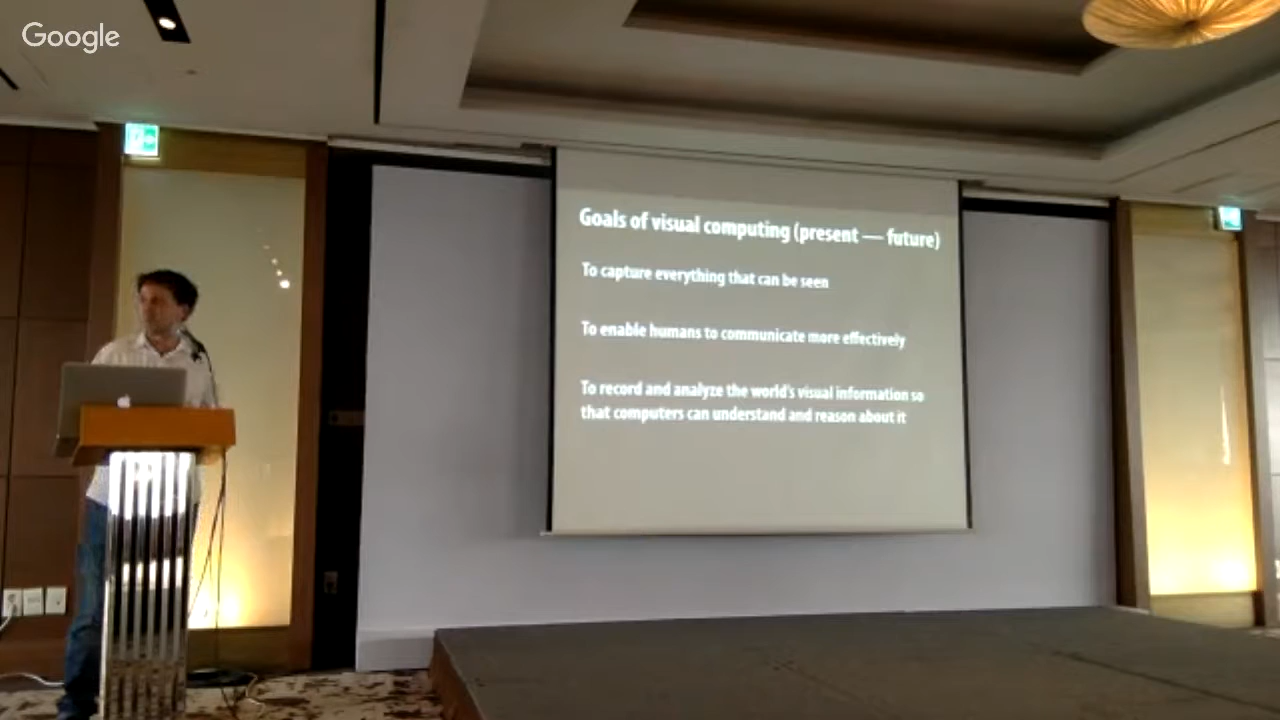 Google
Goals of visual computing (present — future)
To capture everything that can be seen
To enable humans to communicate more effectively
To record and analyze the world's visual information so
that computers can understand and reason about it